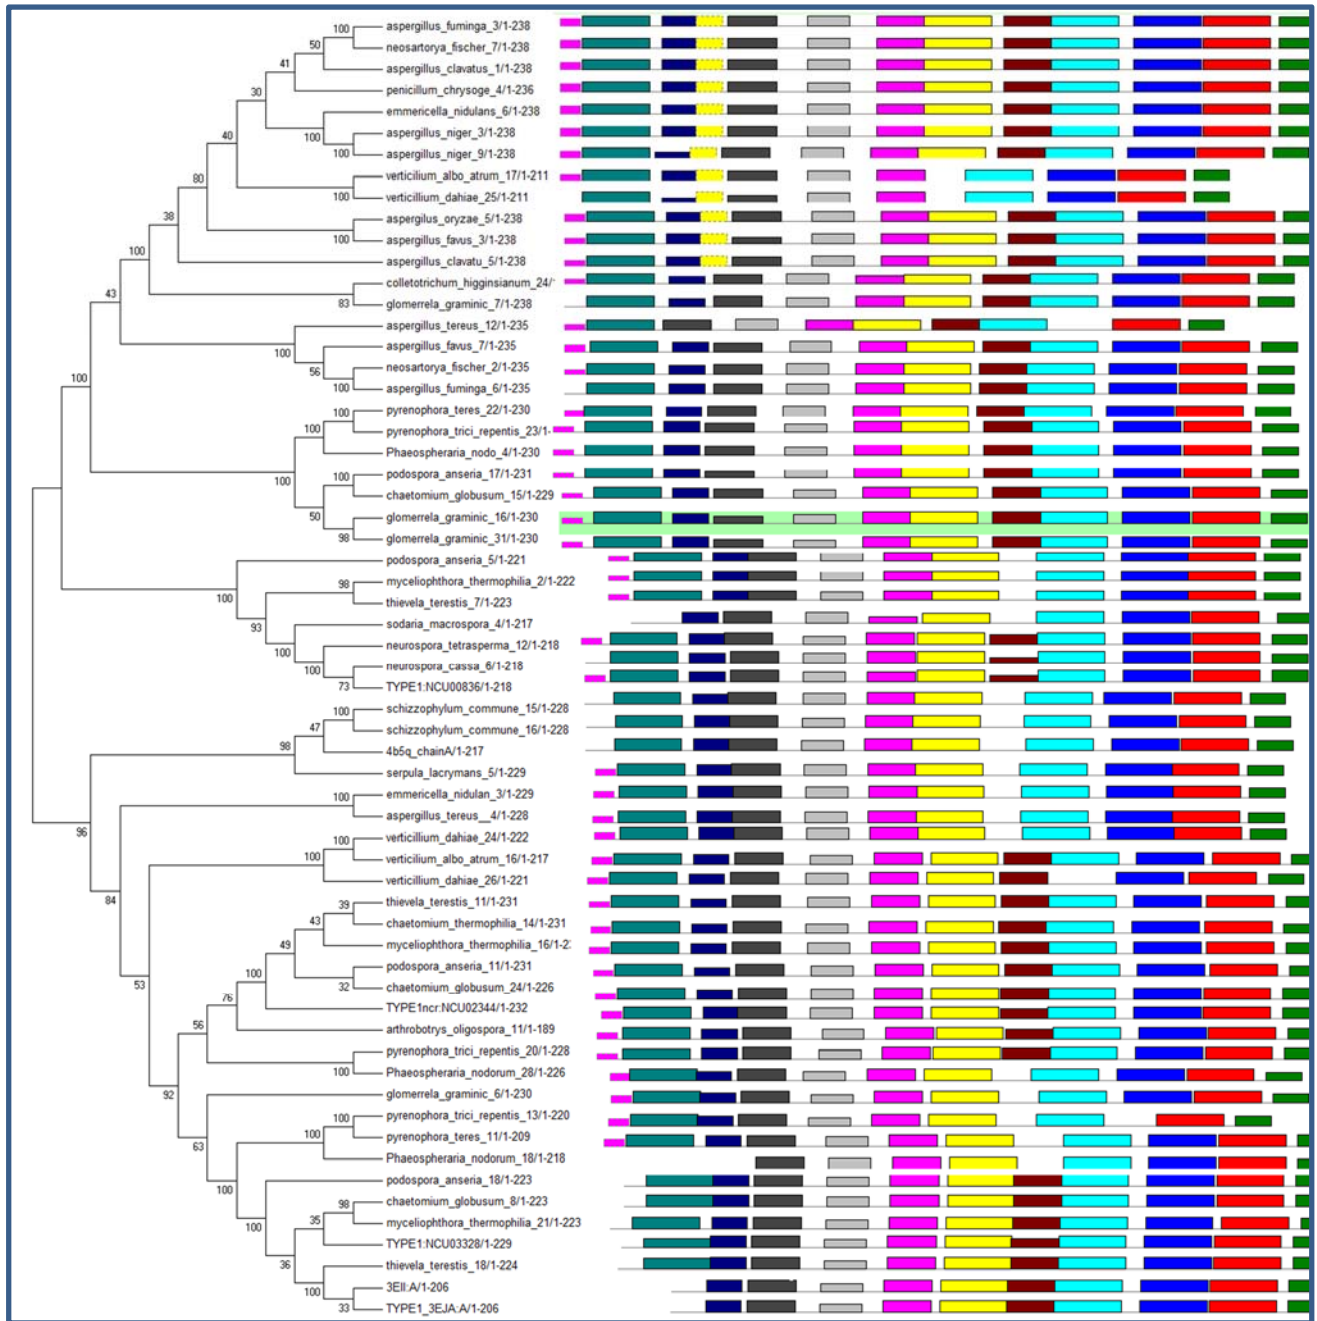 100 aspergillus_fuminga_3/1-238
50 neosartorya_fischer_7/1-238
41 aspergillus_clavatus_1/1-238
30 penicillum_chrysoge_4/1-236
emmericella_nidulans_6/1-238
40 100 aspergillus_niger_3/1-238
100 aspergillus_niger_9/1-238
80 verticilium_albo_atrum_17/1-211
100 verticillium_dahiae_25/1-211
38 aspergilus_oryzae_5/1-238
100 100 aspergillus_favus_3/1-238
aspergillus_clavatu_5/1-238
43 colletotrichum_higginsianum_24/
83 glomerrela_graminic_7/1-238
aspergillus_tereus_12/1-235
100 aspergillus_favus_7/1-235
100 56 neosartorya_fischer_2/1-235
100 aspergillus_fuminga_6/1-235
100 pyrenophora_teres_22/1-230
100 pyrenophora_trici_repentis_23/1-
Phaeospheraria_nodo_4/1-230
100 100 podospora_anseria_17/1-231
chaetomium_globusum_15/1-229
50 glomerrela_graminic_16/1-230
98 glomerrela_graminic_31/1-230
podospora_anseria_5/1-221
98 myceliophthora_thermophilia_2/1-222
100 thievela_terestis_7/1-223
93 sodaria_macrospora_4/1-217
100 neurospora_tetrasperma_12/1-218
100 neurospora_cassa_6/1-218
73 TYPE1:NCU00836/1-218
100 schizzophylum_commune_15/1-228
47 schizzophylum_commune_16/1-228
98 4b5q_chainA/1-217
serpula_lacrymans_5/1-229
100 emmericella_nidulan_3/1-229
96 aspergillus_tereus__4/1-228
verticillium_dahiae_24/1-222
100 verticilium_albo_atrum_16/1-217
84 verticillium_dahiae_26/1-221
39 thievela_terestis_11/1-231
43 chaetomium_thermophilia_14/1-231
49 myceliophthora_thermophilia_16/1-2
53 100 podospora_anseria_11/1-231
32 chaetomium_globusum_24/1-226
76 TYPE1ncr:NCU02344/1-232
56 arthrobotrys_oligospora_11/1-189
pyrenophora_trici_repentis_20/1-228
100 Phaeospheraria_nodorum_28/1-226
92 glomerrela_graminic_6/1-230
100 pyrenophora_trici_repentis_13/1-220
63 100 pyrenophora_teres_11/1-209
Phaeospheraria_nodorum_18/1-218
100 podospora_anseria_18/1-223
98 chaetomium_globusum_8/1-223
100 35 myceliophthora_thermophilia_21/1-223
TYPE1:NCU03328/1-229
36 thievela_terestis_18/1-224
100 3EII:A/1-206
33 TYPE1_3EJA:A/1-206